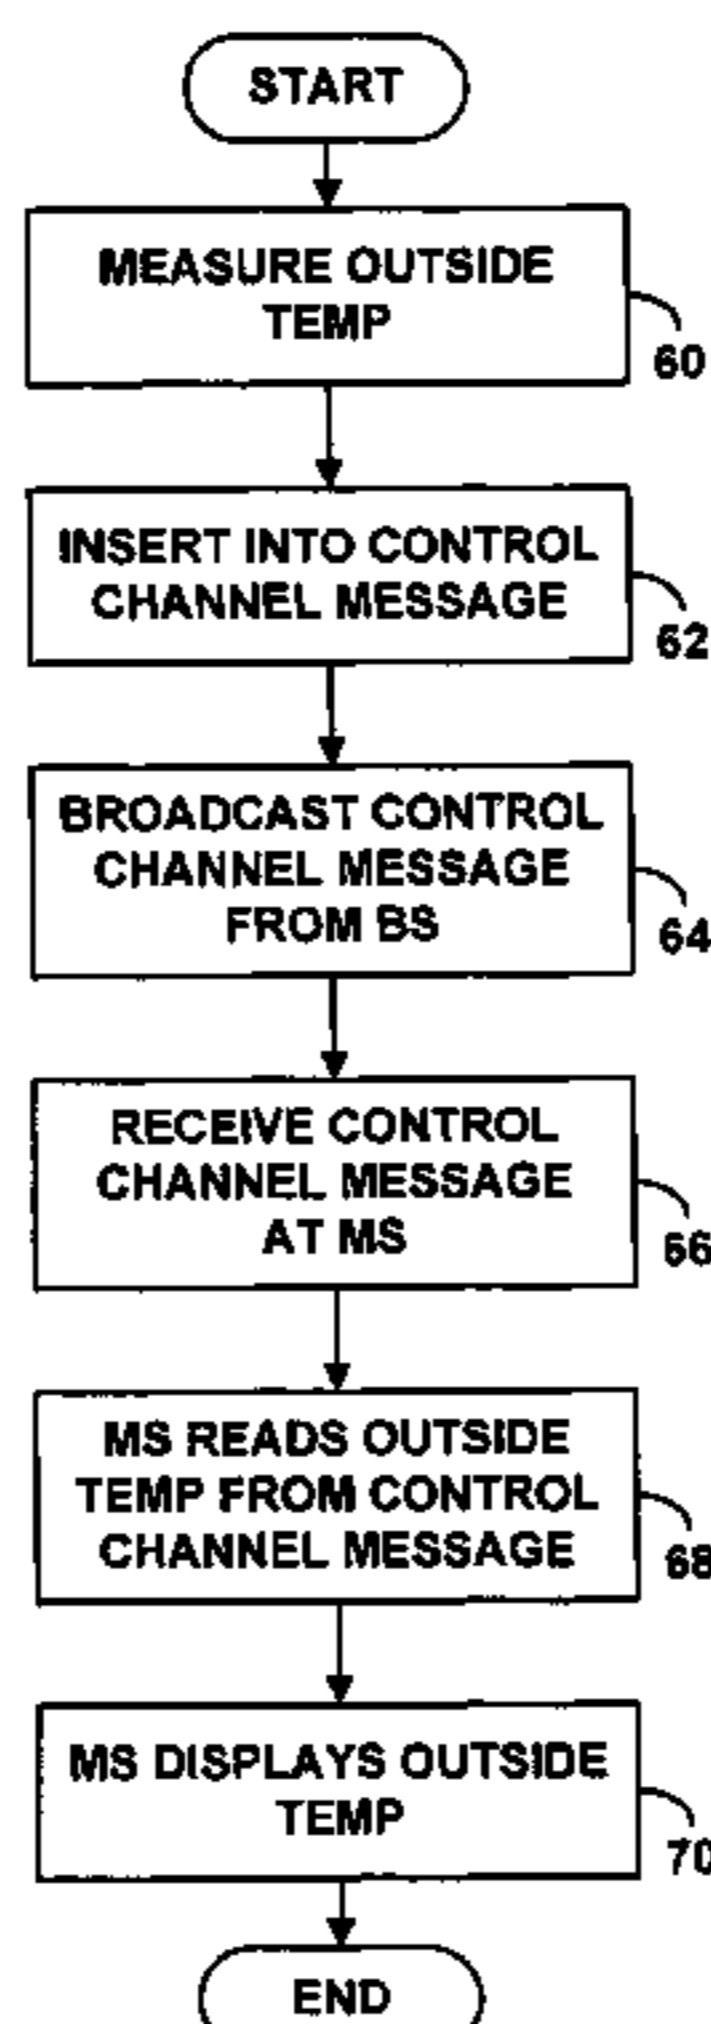 START
MEASURE OUTSIDE
TEMP
60
INSERT INTO CONTROL
CHANNEL MESSAGE
62
BROADCAST CONTROL
CHANNEL MESSAGE
FROM BS
64
RECEIVE CONTROL
CHANNEL MESSAGE
AT MS
66
MS READS OUTSIDE
TEMP FROM CONTROL
CHANNEL MESSAGE
68
MS DISPLAYS OUTSIDE
TEMP
70
END